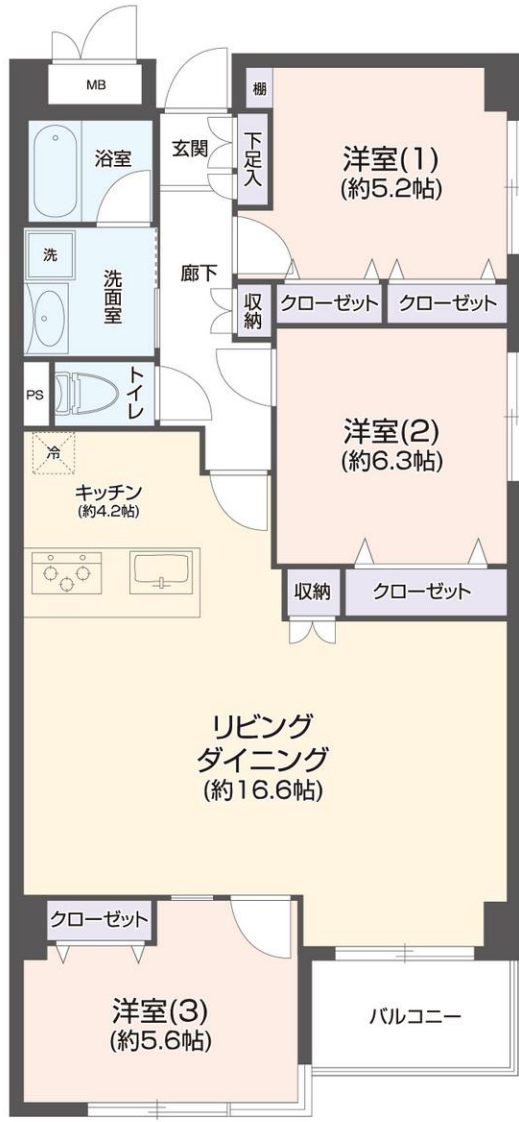 MB
浴室
玄関
下足入
棚
洋室(1)
(約5.2帖)
洗
洗面室
廊下
収納
クローゼット
クローゼット
PS
トイレ
洋室(2)
(約6.3帖)
冷
キッチン
(約4.2帖)
収納
クローゼット
リビング
ダイニング
(約16.6帖)
クローゼット
洋室(3)
(約5.6帖)
バルコニー